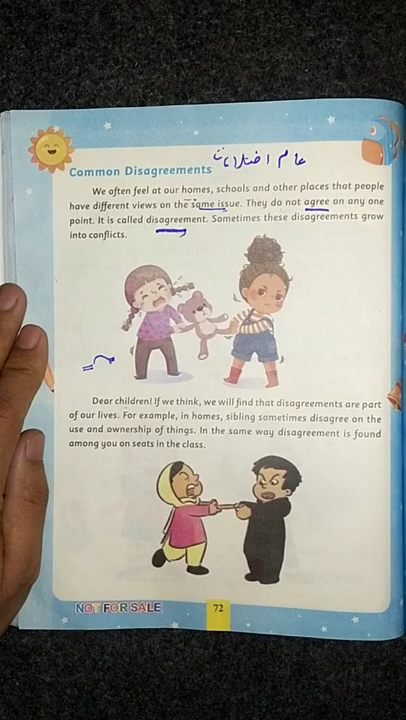 عام اختلافات
Common Disagreements
We often feel at our homes, schools and other places that people
have different views on the same issue. They do not agree on any one
point. It is called disagreement. Sometimes these disagreements grow
into conflicts.
Dear children! If we think, we will find that disagreements are part
of our lives. For example, in homes, sibling sometimes disagree on the
use and ownership of things. In the same way disagreement is found
among you on seats in the class.
NOT FOR SALE
72